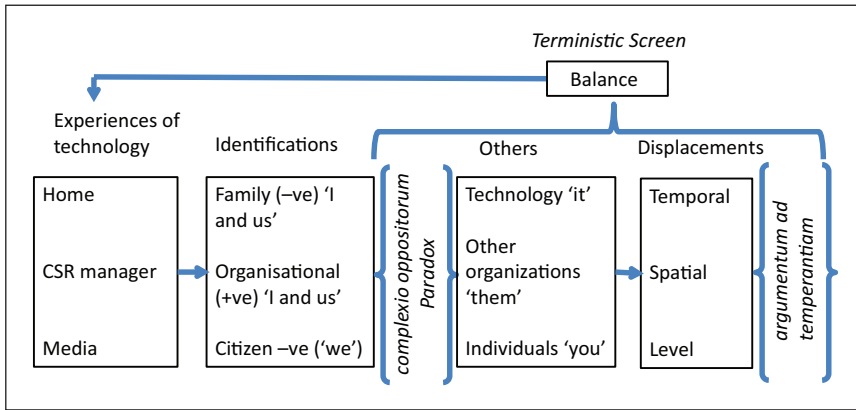 Terministic Screen
Balance
Experiences of
technology
Identifications
Others
Displacements
Home
CSR manager
Media
Family (–ve) ‘I
and us’
Organisational
(+ve) ‘I and us’
Citizen –ve (‘we’)
complexio oppositorum
Paradox
Technology ‘it’
Other
organizations
‘them’
Individuals ‘you’
Temporal
Spatial
Level
argumentum ad
temperantiam